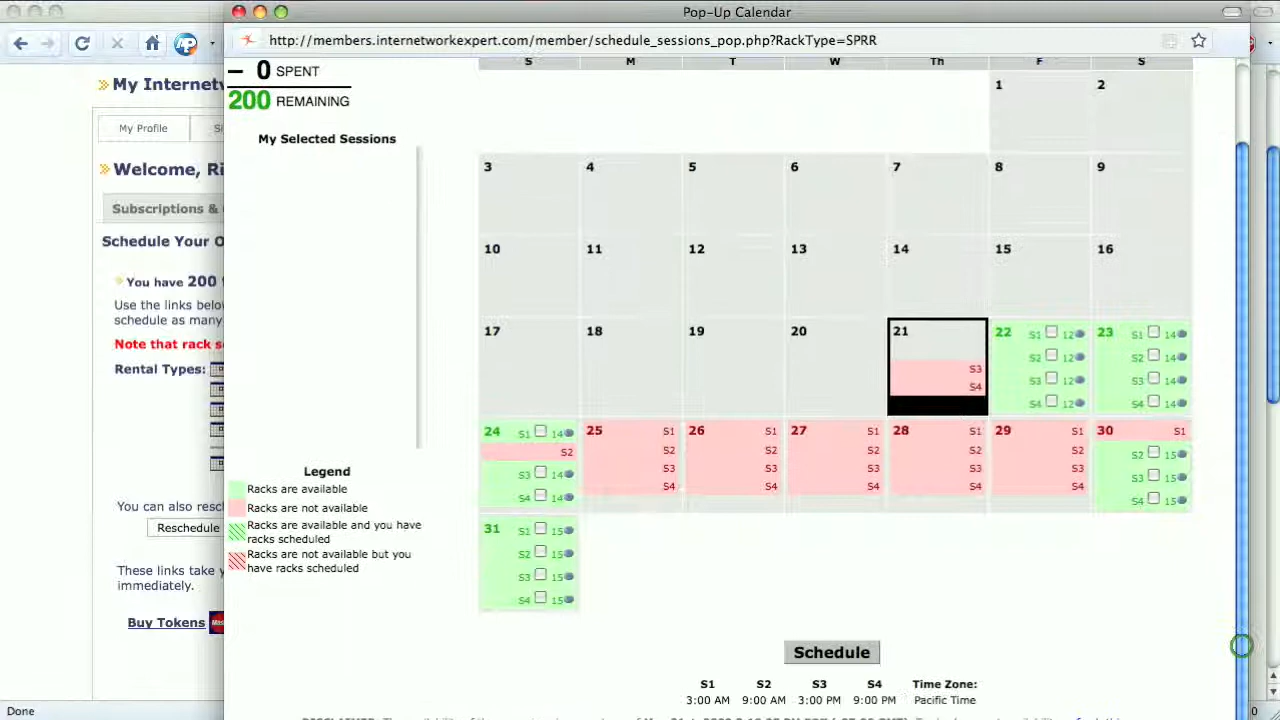 Pop-Up Calendar
http://members.internetworkexpert.com/member/schedule_sessions_pop.php?RackType=SPRR
My Internetw
My Profile
Welcome, Ri
Subscriptions &
Schedule Your O
You have 200
Use the links below
schedule as many
Note that rack s
Rental Types:
You can also resch
Reschedule
These links take y
immediately.
Buy Tokens
Done
– 0 SPENT
200 REMAINING
My Selected Sessions
Legend
Racks are available
Racks are not available
Racks are available and you have
racks scheduled
Racks are not available but you
have racks scheduled
S M T W Th F S
1 2
3 4 5 6 7 8 9
10 11 12 13 14 15 16
17 18 19 20 21 22 S1 12 23 S1 14
S2 12 S2 14
S3 S3 12 S3 14
S4 S4 12 S4 14
24 S1 14 25 S1 26 S1 27 S1 28 S1 29 S1 30 S1
S2 S2 S2 S2 S2 S2 S2 15
S3 14 S3 S3 S3 S3 S3 S3 15
S4 14 S4 S4 S4 S4 S4 S4 15
31 S1 15
S2 15
S3 15
S4 15
Schedule
S1 S2 S3 S4 Time Zone:
3:00 AM 9:00 AM 3:00 PM 9:00 PM Pacific Time